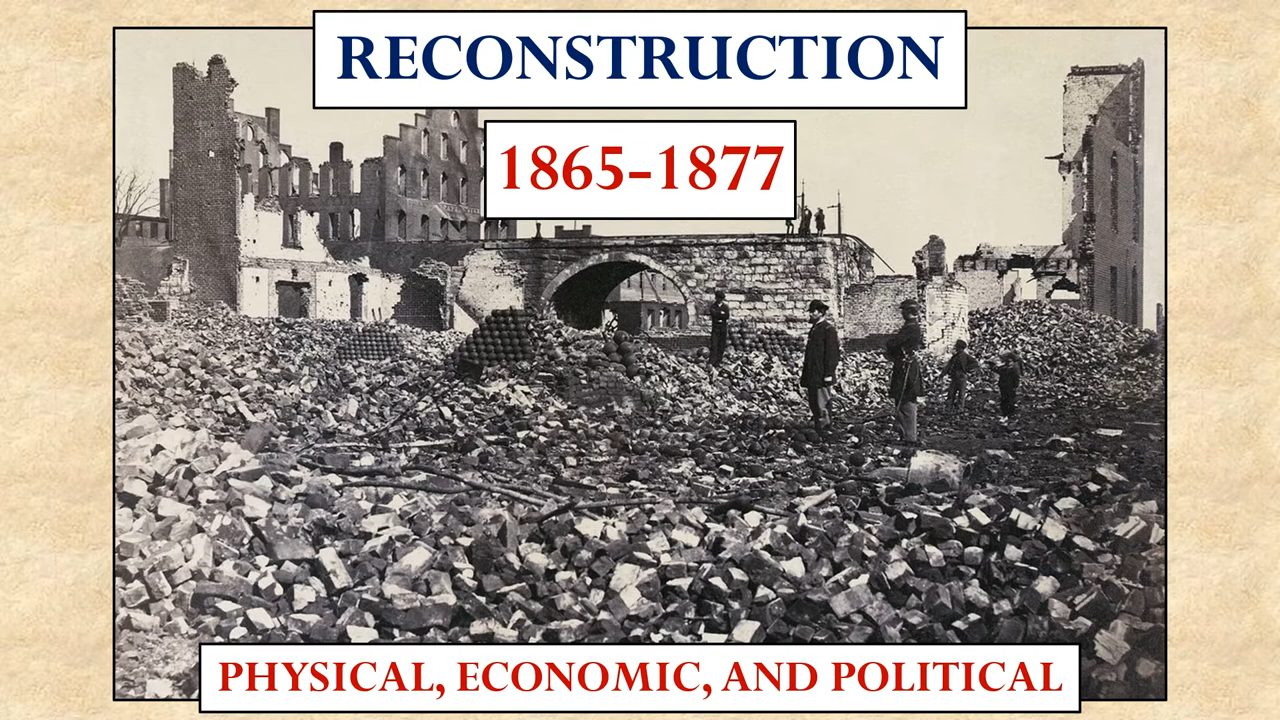 RECONSTRUCTION
1865-1877
PHYSICAL, ECONOMIC, AND POLITICAL